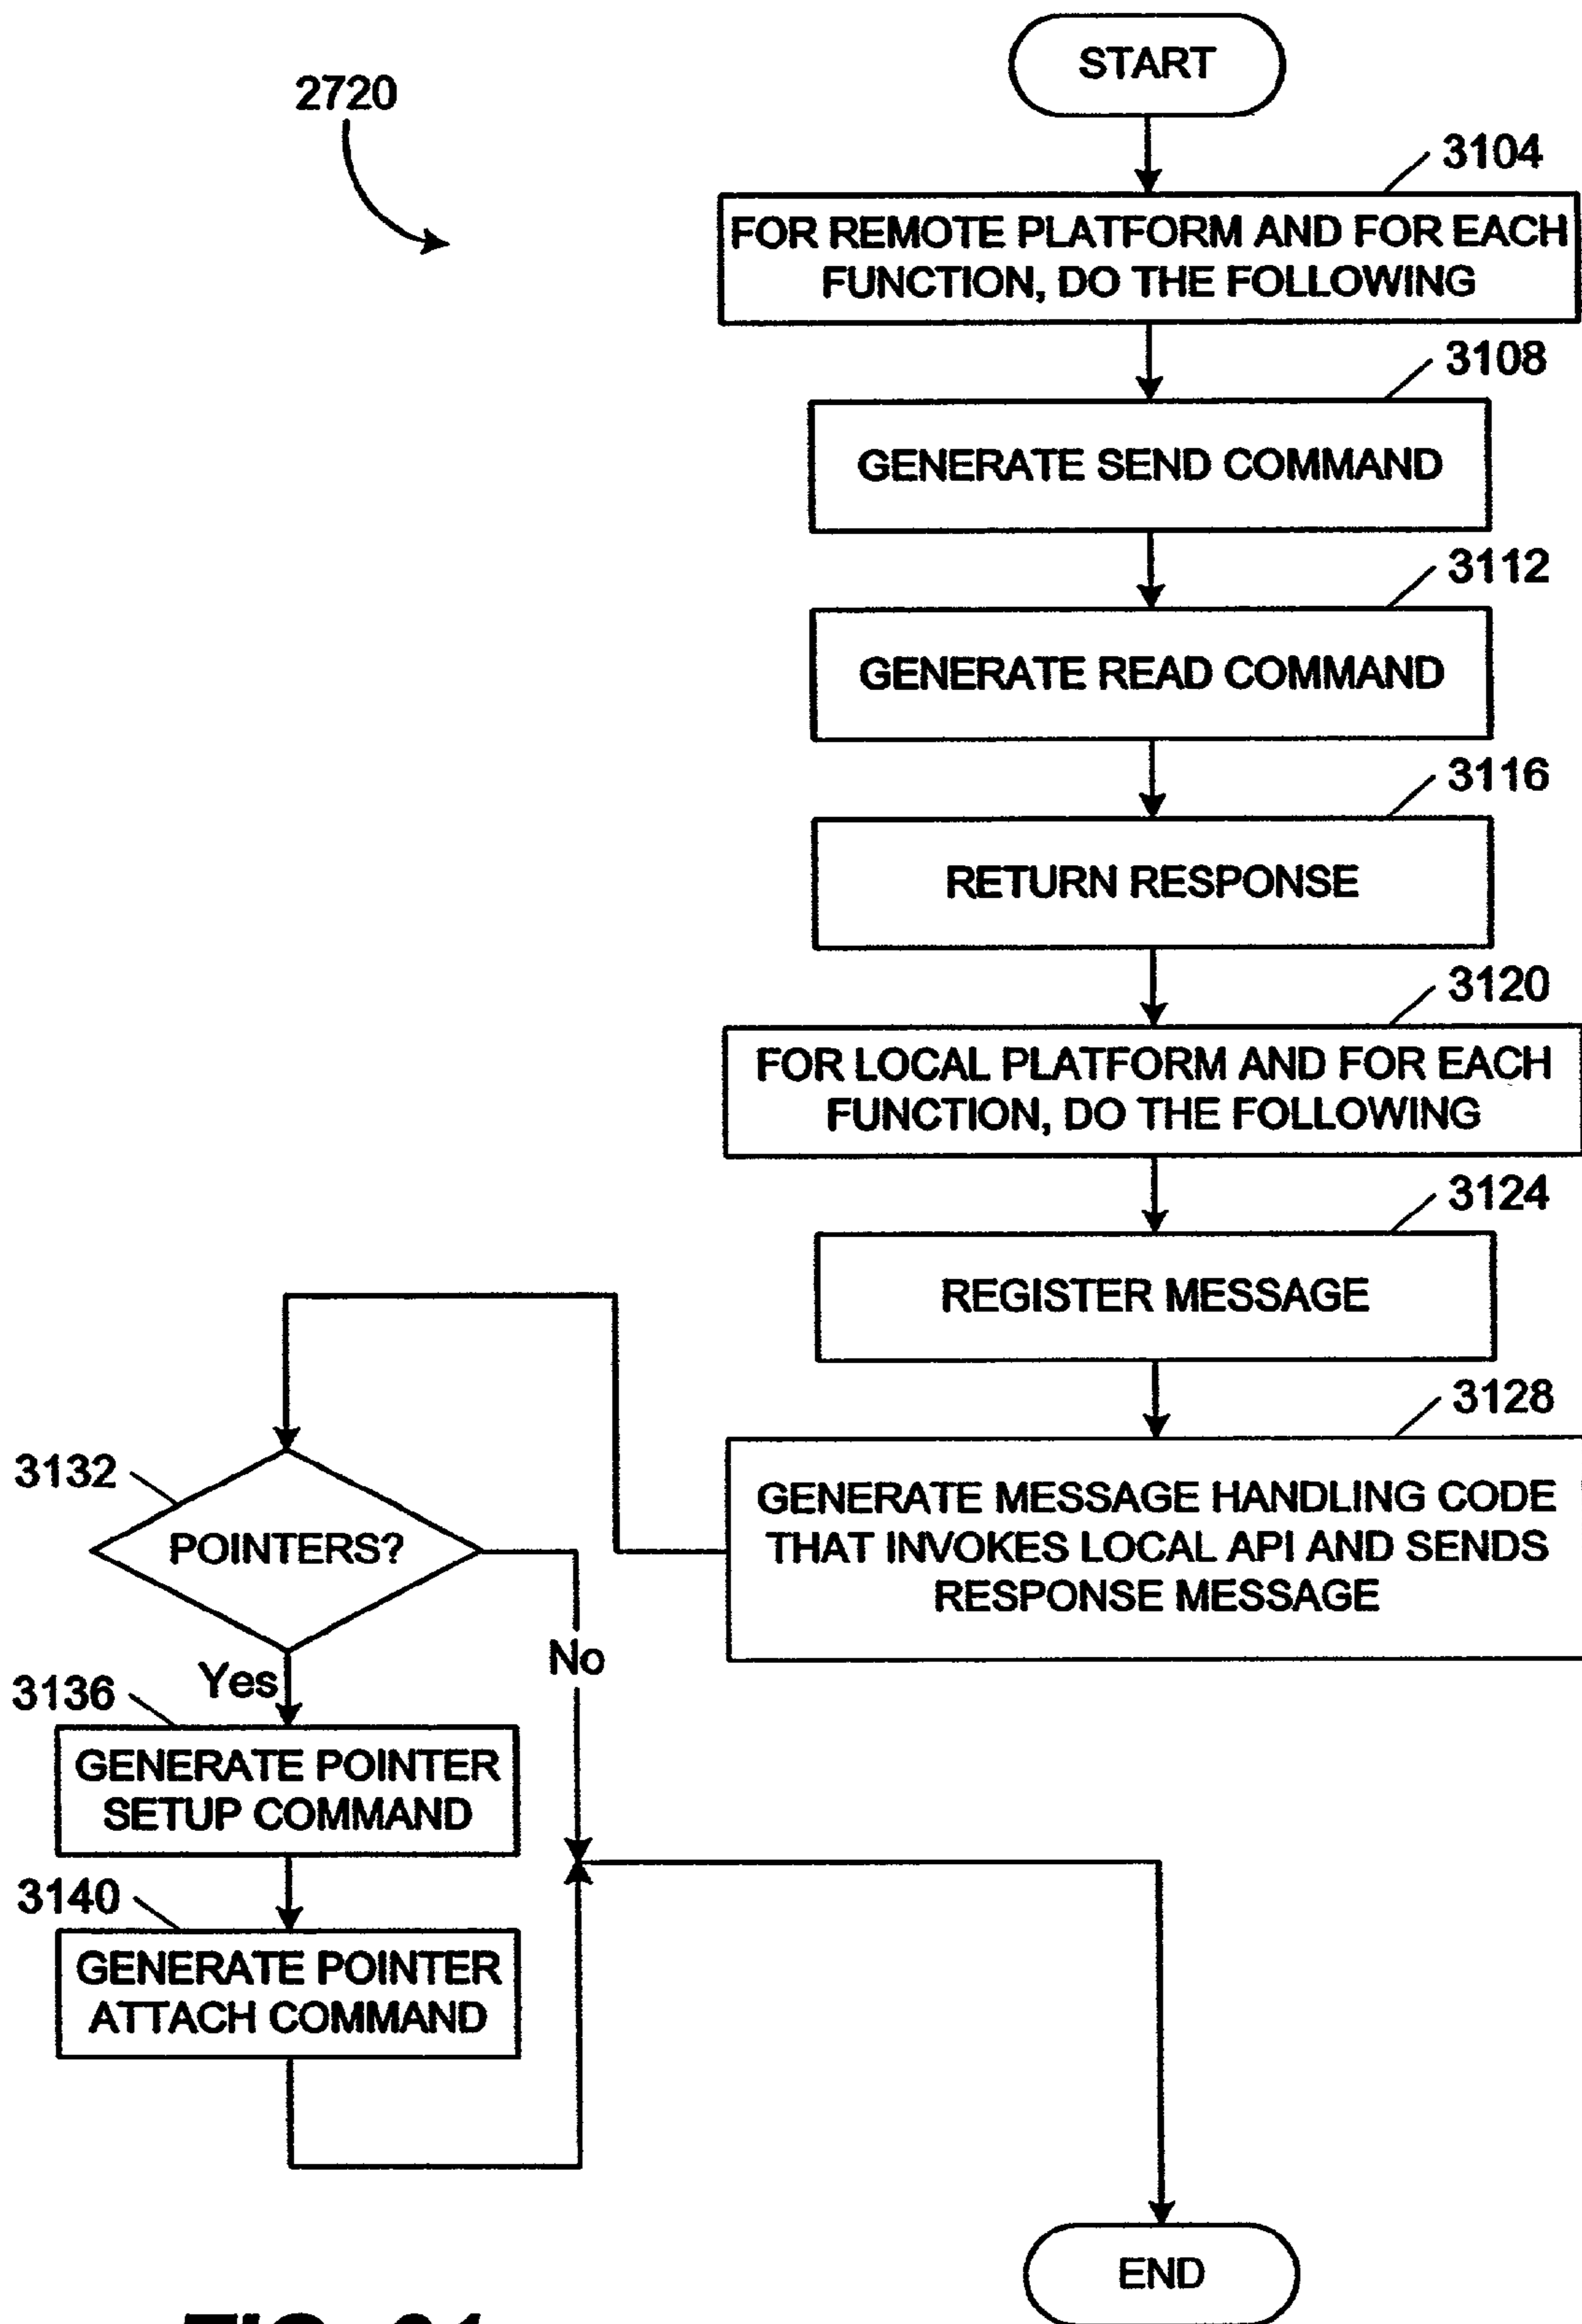 START
2720
3104
FOR REMOTE PLATFORM AND FOR EACH
FUNCTION, DO THE FOLLOWING
3108
GENERATE SEND COMMAND
3112
GENERATE READ COMMAND
3116
RETURN RESPONSE
3120
FOR LOCAL PLATFORM AND FOR EACH
FUNCTION, DO THE FOLLOWING
3124
REGISTER MESSAGE
3128
GENERATE MESSAGE HANDLING CODE
THAT INVOKES LOCAL API AND SENDS
RESPONSE MESSAGE
3132
POINTERS?
No
Yes
3136
GENERATE POINTER
SETUP COMMAND
3140
GENERATE POINTER
ATTACH COMMAND
END